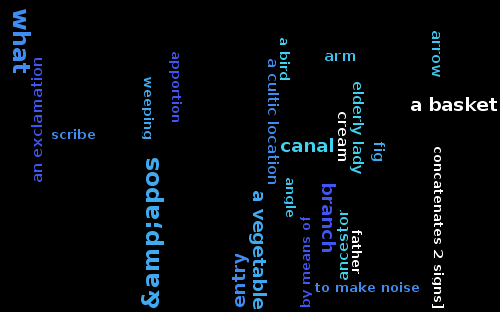 what
an exclamation
scribe
weeping
apportion
&amp;apos
a bird
a cultic location
arm
arrow
elderly lady
cream
canal
fig
a basket
angle
branch
a vegetable
entry
by means of
ancestor
father
to make noise
concatenates 2 signs]